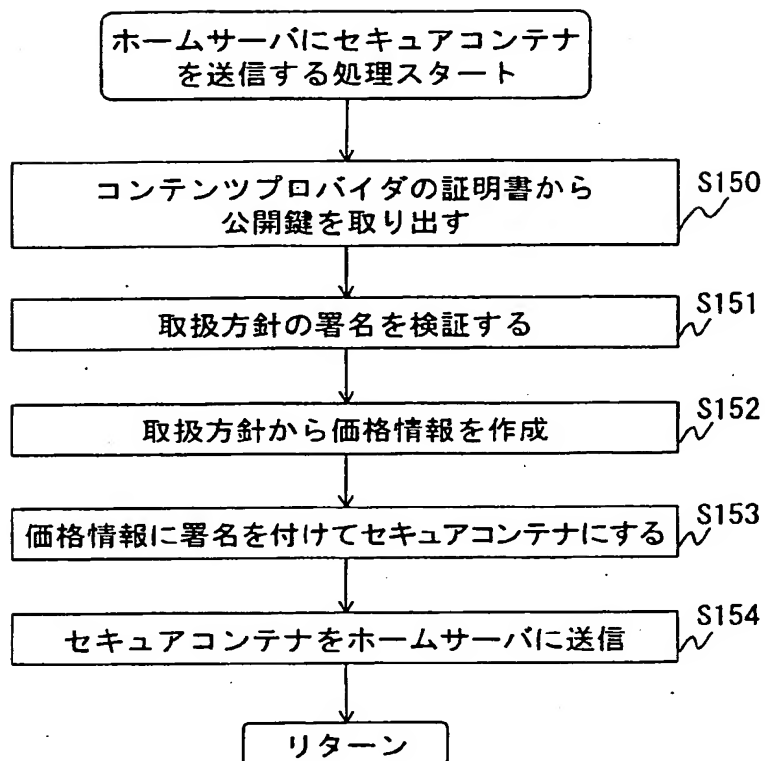 ホームサーバにセキュアコンテナ
を送信する処理スタート
コンテンツプロバイダの証明書から
公開鍵を取り出す
S150
取扱方針の署名を検証する
S151
取扱方針から価格情報を作成
S152
価格情報に署名を付けてセキュアコンテナにする
S153
セキュアコンテナをホームサーバに送信
S154
リターン